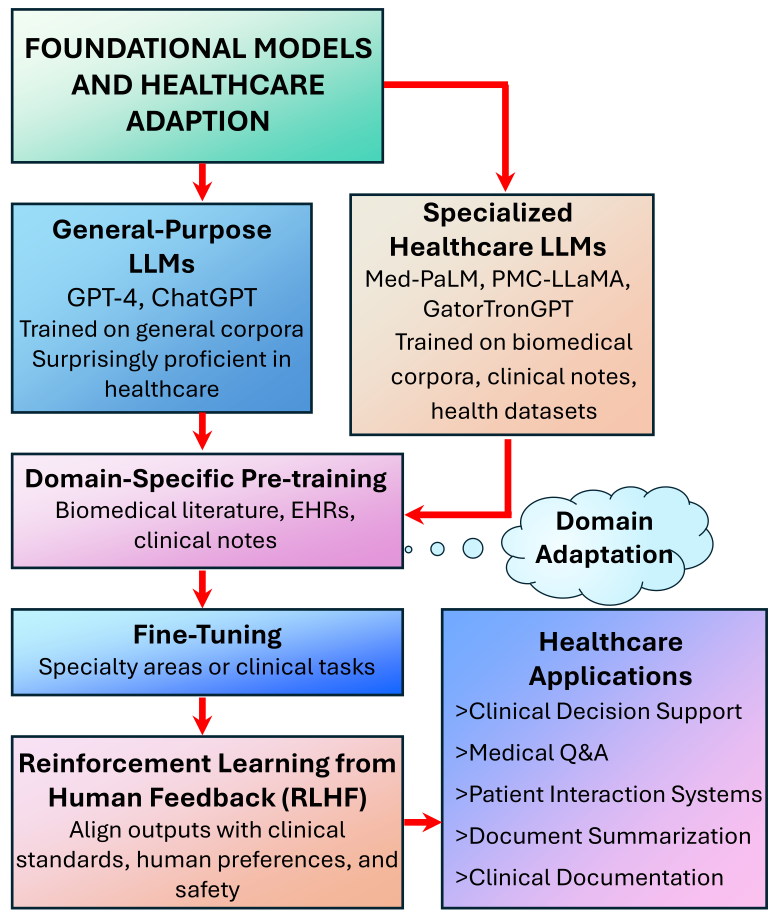 FOUNDATIONAL MODELS
AND HEALTHCARE
ADAPTION
General-Purpose
LLMs
GPT-4, ChatGPT
Trained on general corpora
Surprisingly proficient in
healthcare
Specialized
Healthcare LLMs
Med-PaLM, PMC-LLaMA,
GatorTronGPT
Trained on biomedical
corpora, clinical notes,
health datasets
Domain-Specific Pre-training
Biomedical literature, EHRs,
clinical notes
Domain
Adaptation
Fine-Tuning
Specialty areas or clinical tasks
Reinforcement Learning from
Human Feedback (RLHF)
Align outputs with clinical
standards, human preferences, and
safety
Healthcare
Applications
>Clinical Decision Support
>Medical Q&A
>Patient Interaction Systems
>Document Summarization
>Clinical Documentation